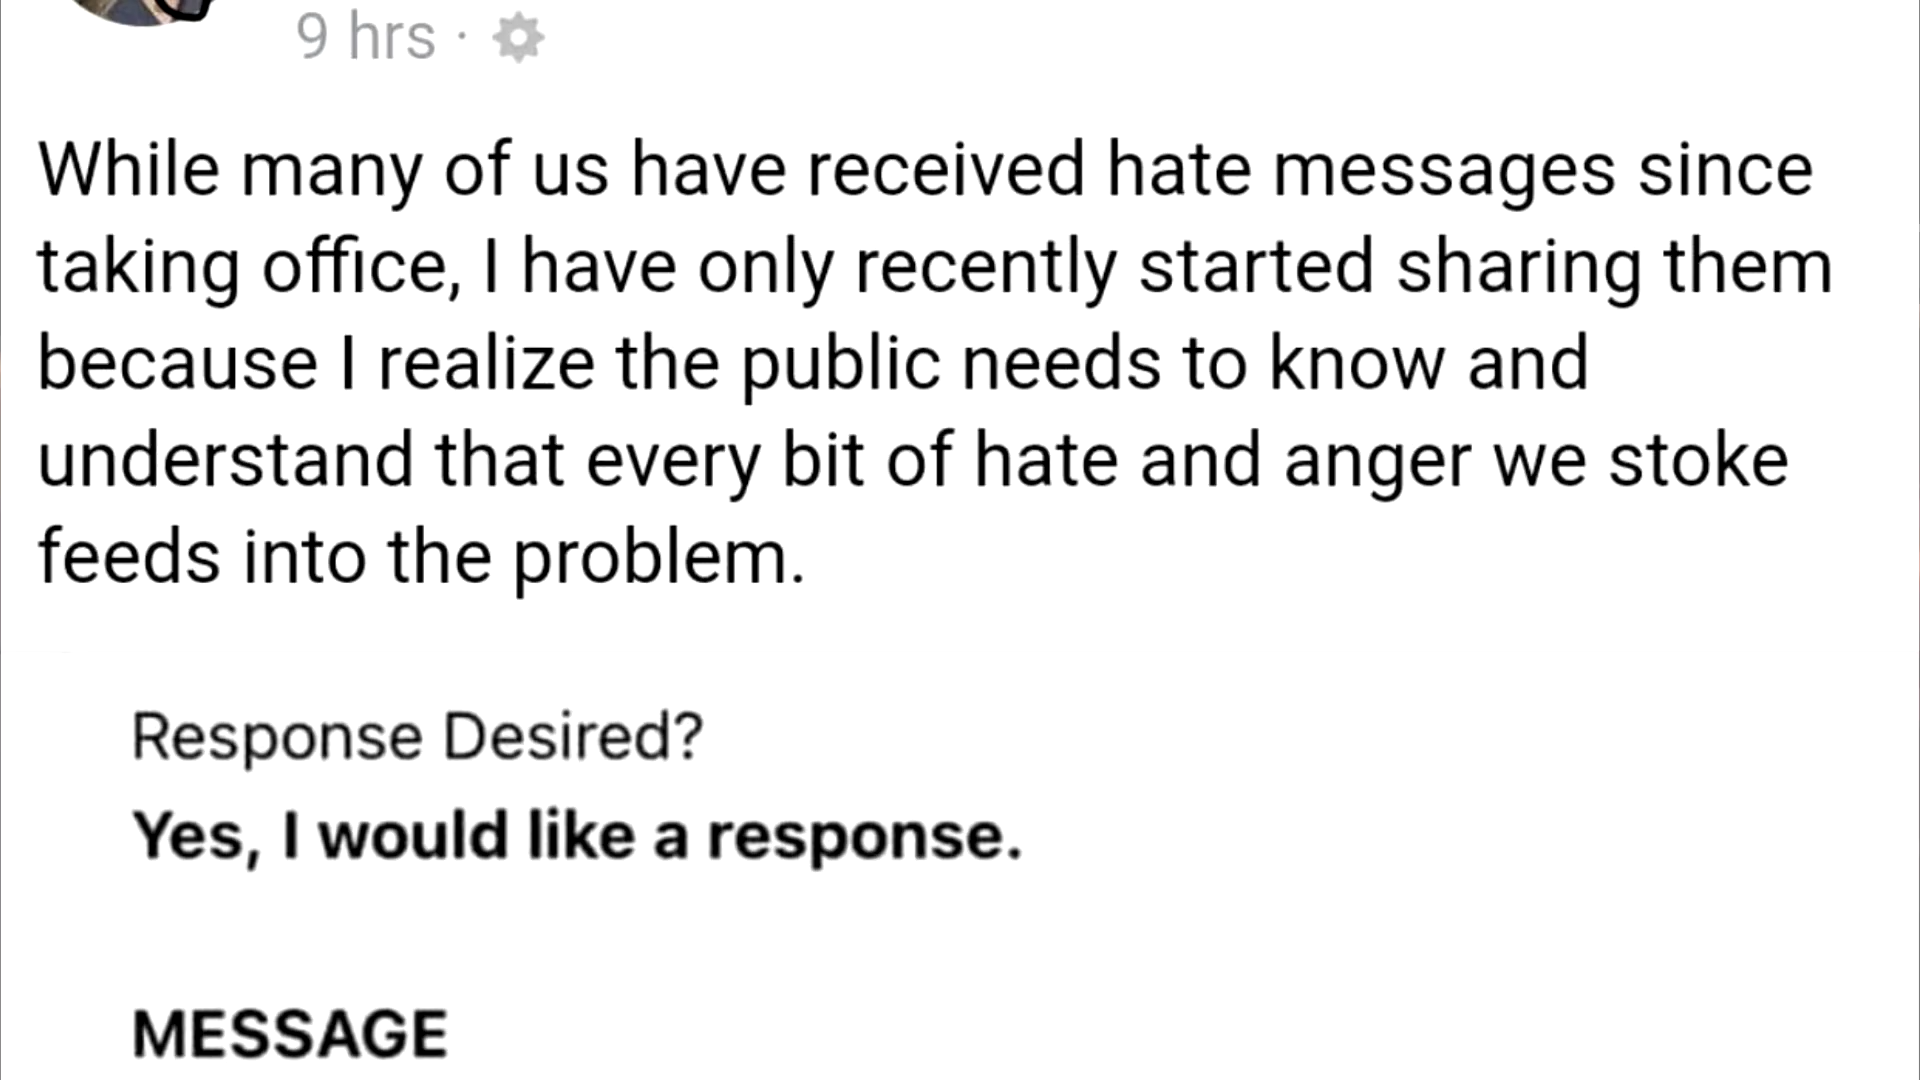 9 hrs ·
While many of us have received hate messages since
taking office, I have only recently started sharing them
because I realize the public needs to know and
understand that every bit of hate and anger we stoke
feeds into the problem.
Response Desired?
Yes, I would like a response.
MESSAGE